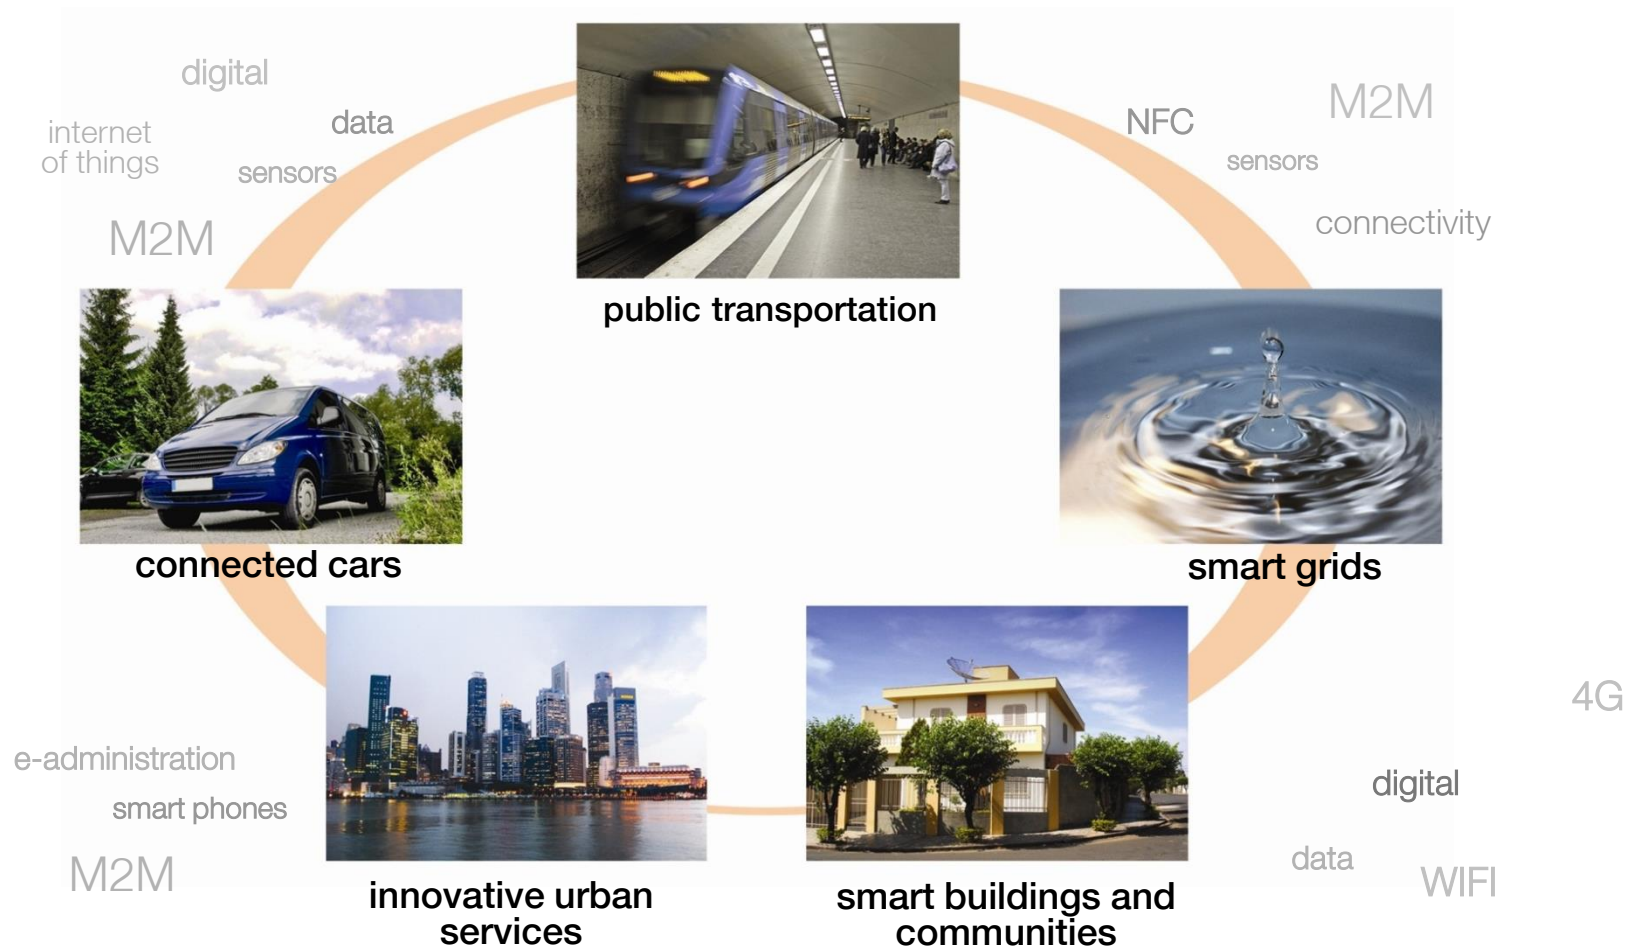 digital
data
internet
of things
sensors
M2M
NFC
M2M
sensors
connectivity
public transportation
connected cars
smart grids
4G
e-administration
smart phones
M2M
digital
data
WIFI
innovative urban
services
smart buildings and
communities